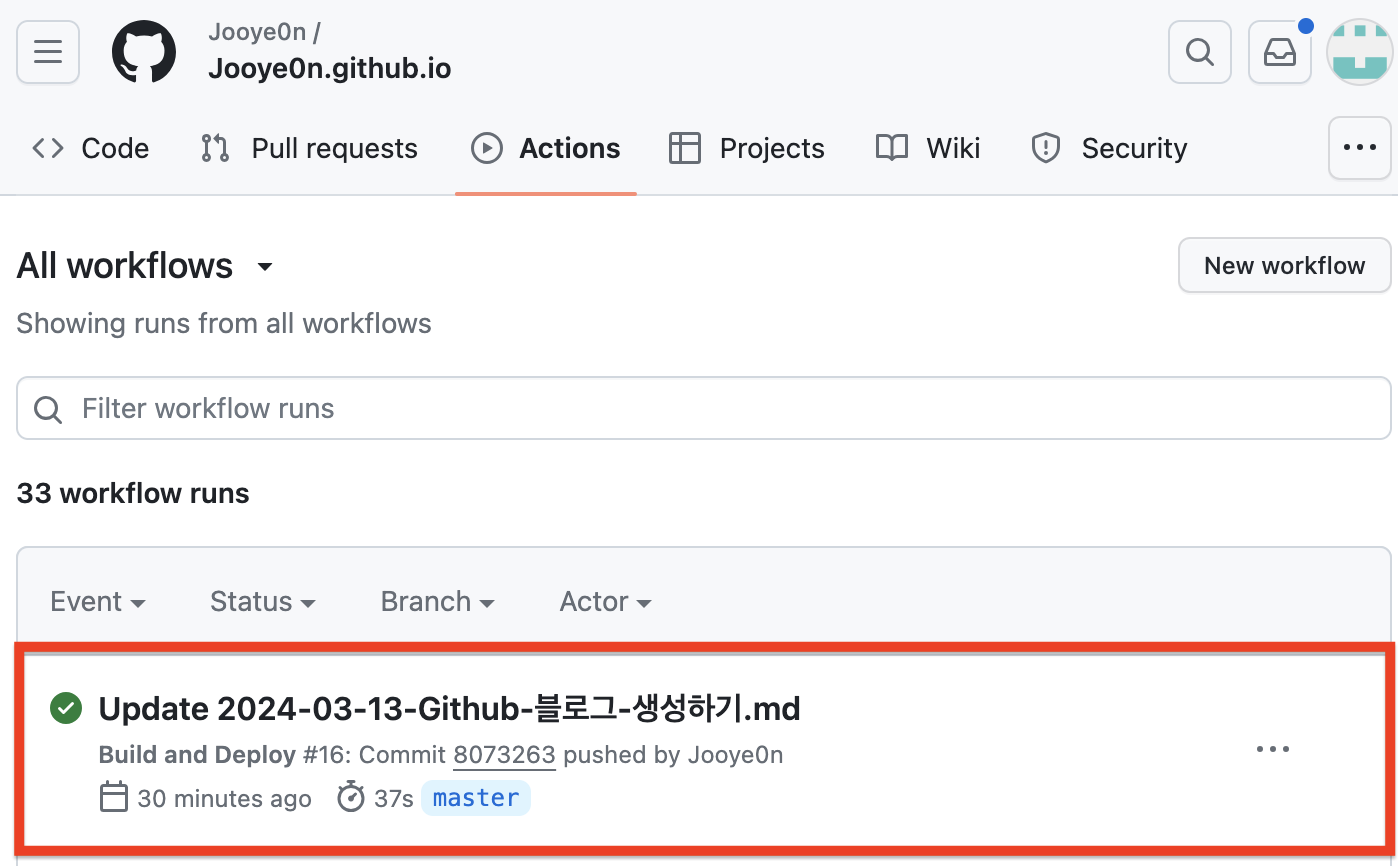 Jooye0n /
Jooye0n.github.io
Code Pull requests Actions Projects Wiki Security
All workflows
New workflow
Showing runs from all workflows
Filter workflow runs
33 workflow runs
Event Status Branch Actor
Update 2024-03-13-Github-블로그-생성하기.md
Build and Deploy #16: Commit 8073263 pushed by Jooye0n
30 minutes ago 37s master